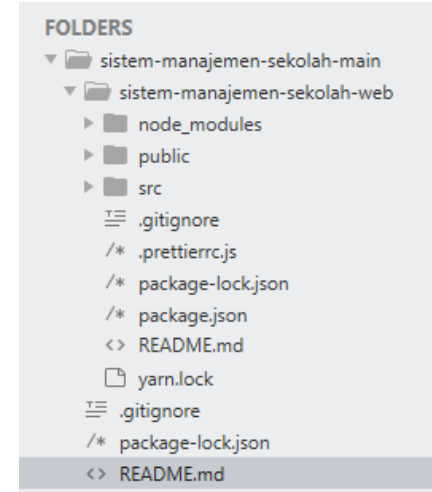 FOLDERS
sistem-manajemen-sekolah-main
sistem-manajemen-sekolah-web
node_modules
public
src
.gitignore
/* .prettierrc.js
/* package-lock.json
/* package.json
<> README.md
yarn.lock
.gitignore
/* package-lock.json
<> README.md